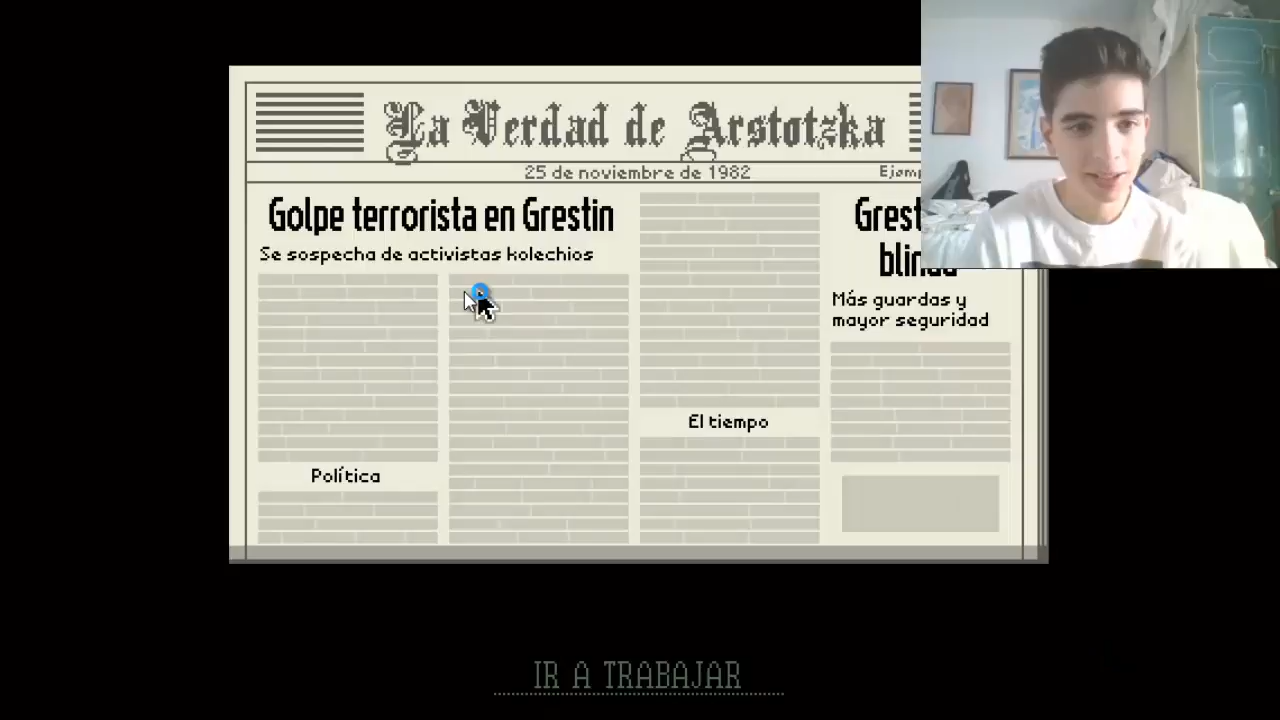 La Verdad de Arstotzka
25 de noviembre de 1982
Golpe terrorista en Grestin
Se sospecha de activistas kolechios
Política
El tiempo
Más guardas y
mayor seguridad
IR A TRABAJAR